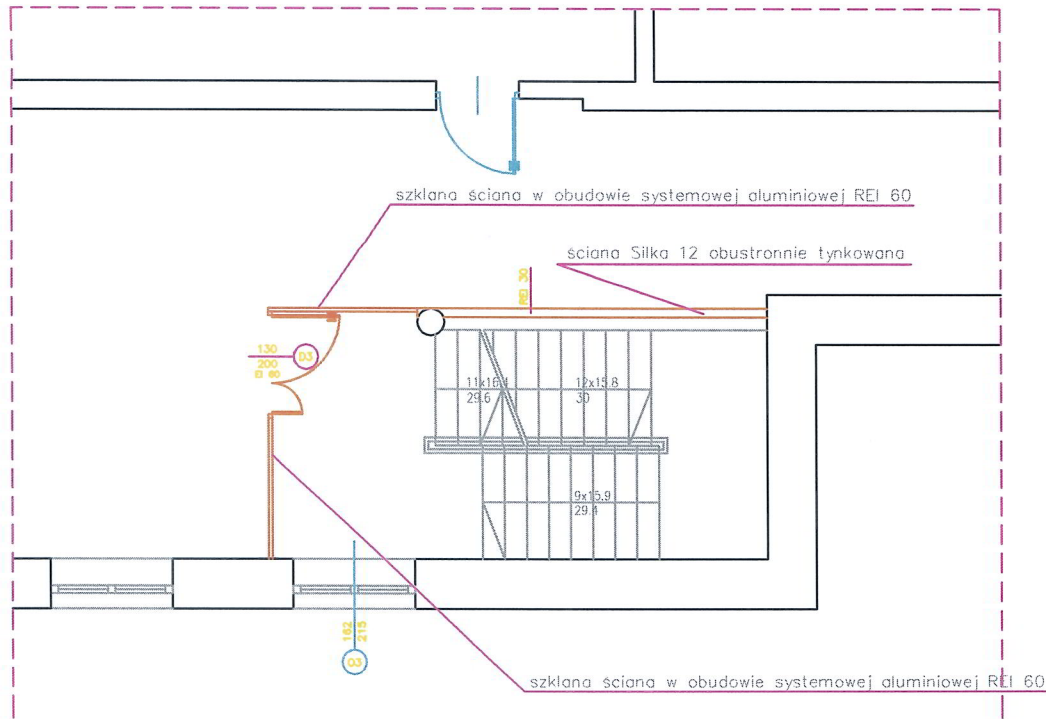 szklana ściana w obudowie systemowej aluminiowej REI 60
ściana Silka 12 obustronnie tynkowana
REI 30
130
200
EI 60
D3
11x16.4
29.6
12x15.8
30
9x15.9
29.4
162
215
O3
szklana ściana w obudowie systemowej aluminiowej REI 60